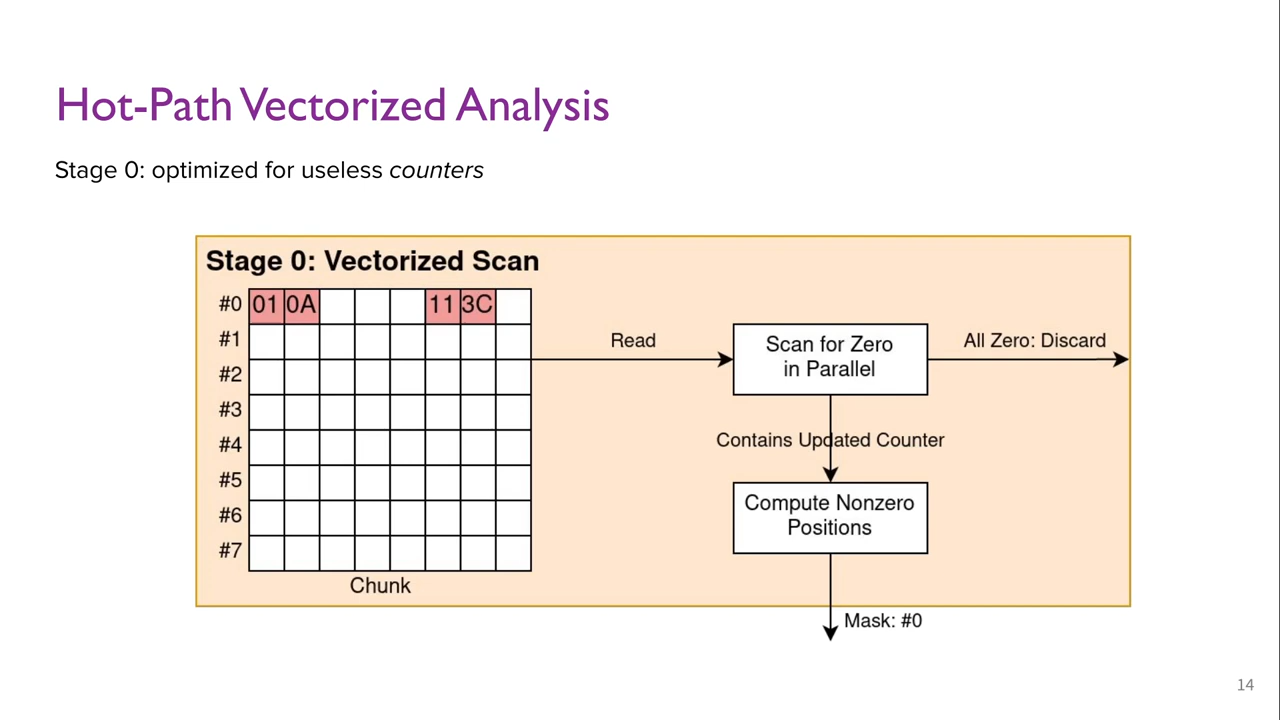 Hot-Path Vectorized Analysis
Stage 0: optimized for useless counters
Stage 0: Vectorized Scan
#0 01 0A 11 3C
#1
#2
#3
#4
#5
#6
#7
Chunk
Read
Scan for Zero
in Parallel
All Zero: Discard
Contains Updated Counter
Compute Nonzero
Positions
Mask: #0
14